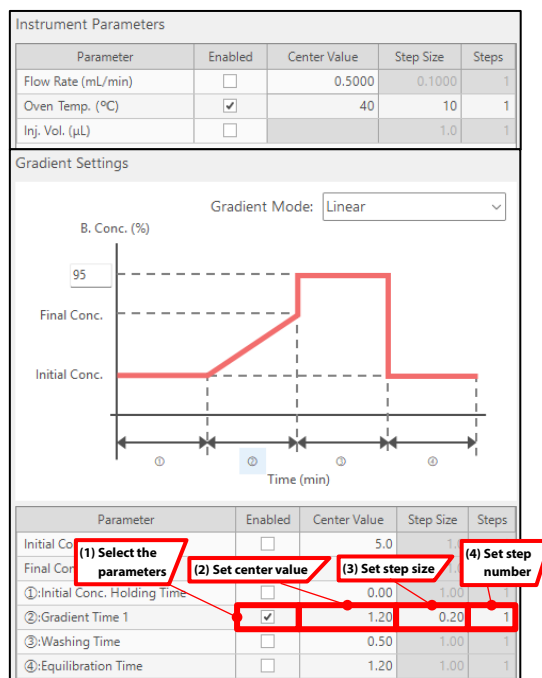 Instrument Parameters
Parameter Enabled Center Value Step Size Steps
Flow Rate (mL/min) 0.5000 0.1000 1
Oven Temp. (ºC) 40 10 1
Inj. Vol. (µL) 1.0 1
Gradient Settings
Gradient Mode: Linear
B. Conc. (%)
95
Final Conc.
Initial Conc.
① ② ③ ④
Time (min)
Parameter Enabled Center Value Step Size Steps
Initial Co 5.0 1.0
(1) Select the parameters
(2) Set center value
(3) Set step size
(4) Set step number
Final Con
①:Initial Conc. Holding Time 0.00 1.00 1
②:Gradient Time 1 1.20 0.20 1
③:Washing Time 0.50 1.00 1
④:Equilibration Time 1.20 1.00 1